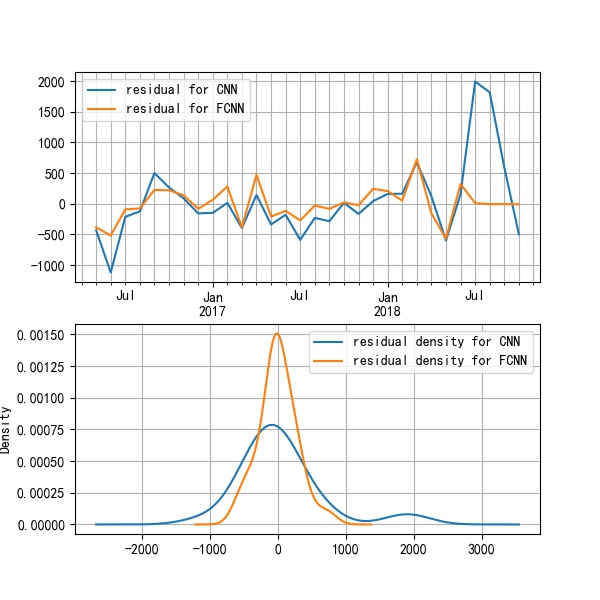 2000
1500
1000
500
0
−500
−1000
residual for CNN
residual for FCNN
Jul
Jan
2017
Jul
Jan
2018
Jul
Density
0.00150
0.00125
0.00100
0.00075
0.00050
0.00025
0.00000
residual density for CNN
residual density for FCNN
−2000
−1000
0
1000
2000
3000